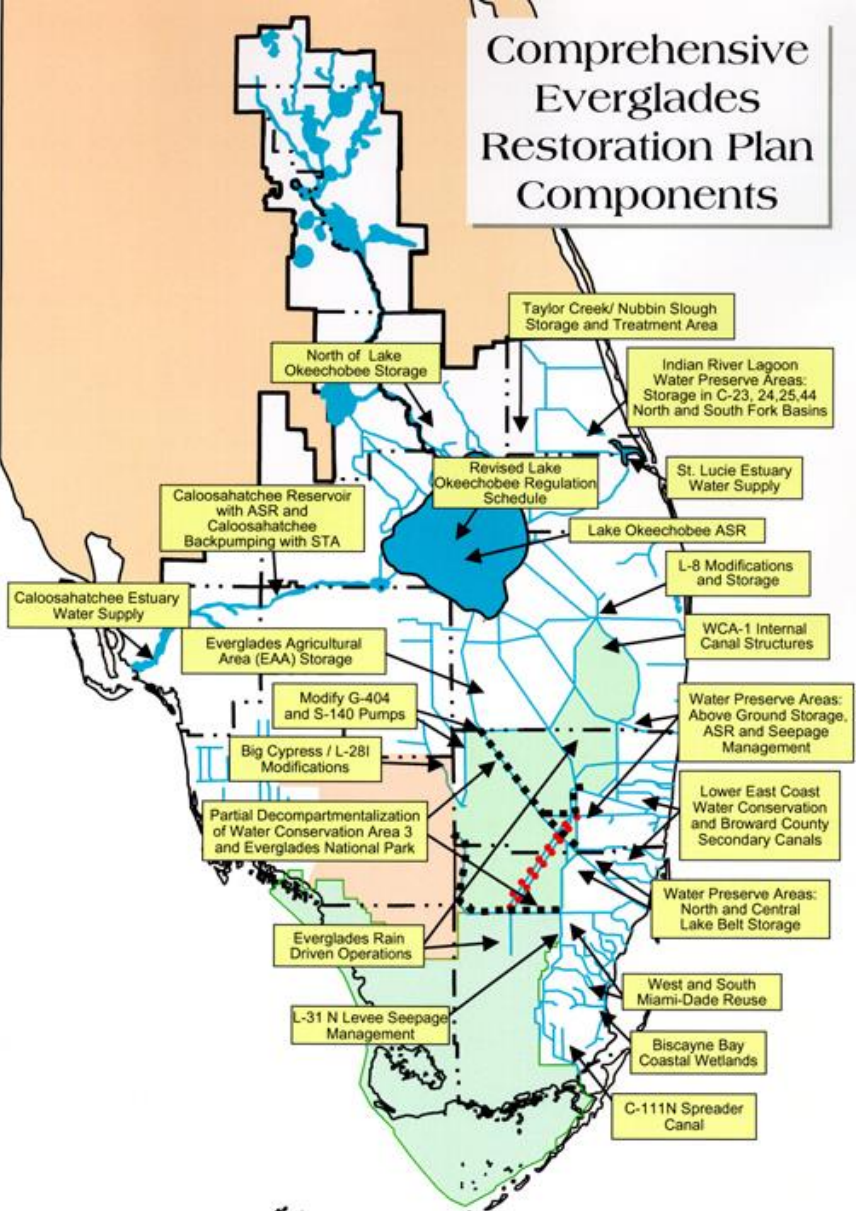 Comprehensive
Everglades
Restoration Plan
Components
Taylor Creek/ Nubbin Slough
Storage and Treatment Area
North of Lake
Okeechobee Storage
Indian River Lagoon
Water Preserve Areas:
Storage in C-23, 24,25,44
North and South Fork Basins
Revised Lake
Okeechobee Regulation
Schedule
St. Lucie Estuary
Water Supply
Caloosahatchee Reservoir
with ASR and
Caloosahatchee
Backpumping with STA
Lake Okeechobee ASR
L-8 Modifications
and Storage
Caloosahatchee Estuary
Water Supply
WCA-1 Internal
Canal Structures
Everglades Agricultural
Area (EAA) Storage
Modify G-404
and S-140 Pumps
Water Preserve Areas:
Above Ground Storage,
ASR and Seepage
Management
Big Cypress / L-28I
Modifications
Lower East Coast
Water Conservation
and Broward County
Secondary Canals
Partial Decompartmentalization
of Water Conservation Area 3
and Everglades National Park
Water Preserve Areas:
North and Central
Lake Belt Storage
Everglades Rain
Driven Operations
West and South
Miami-Dade Reuse
L-31 N Levee Seepage
Management
Biscayne Bay
Coastal Wetlands
C-111N Spreader
Canal